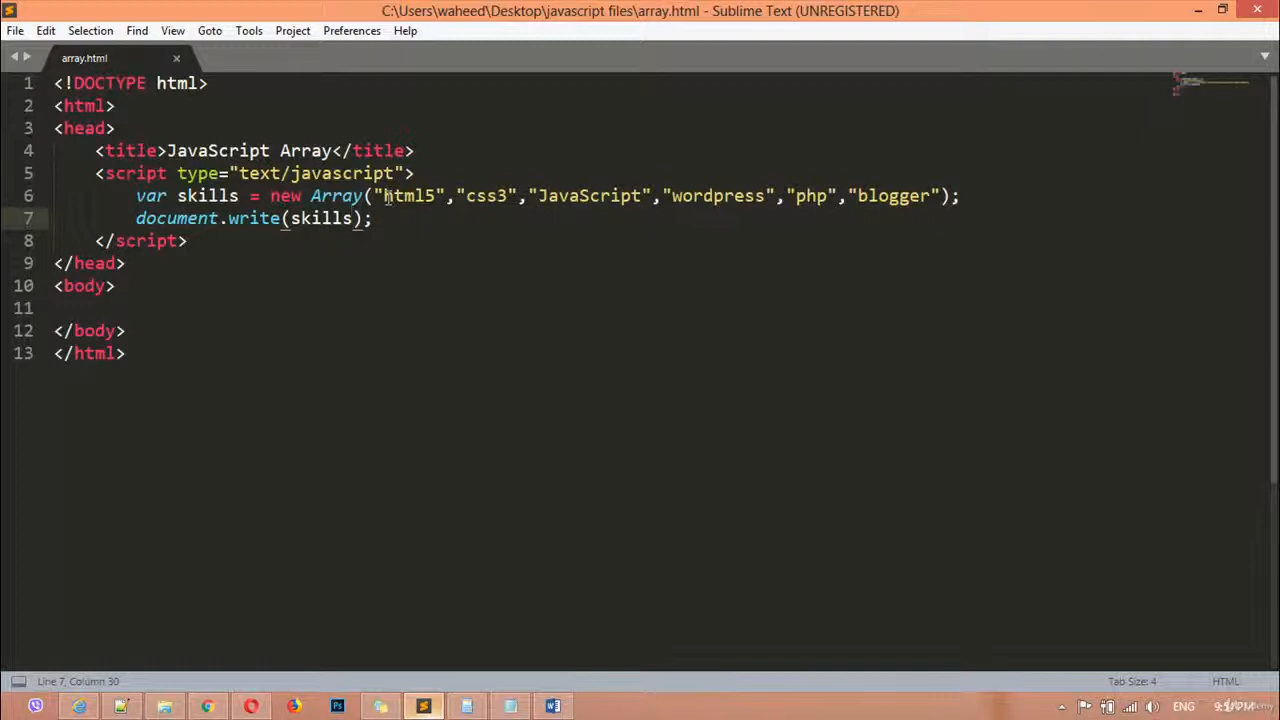 C:\Users\waheed\Desktop\javascript files\array.html - Sublime Text (UNREGISTERED)
File Edit Selection Find View Goto Tools Project Preferences Help
array.html
1 <!DOCTYPE html>
2 <html>
3 <head>
4 <title>JavaScript Array</title>
5 <script type="text/javascript">
6 var skills = new Array("html5","css3","JavaScript","wordpress","php","blogger");
7 document.write(skills);
8 </script>
9 </head>
10 <body>
11
12 </body>
13 </html>
Line 7, Column 30 Tab Size: 4 HTML
ENG